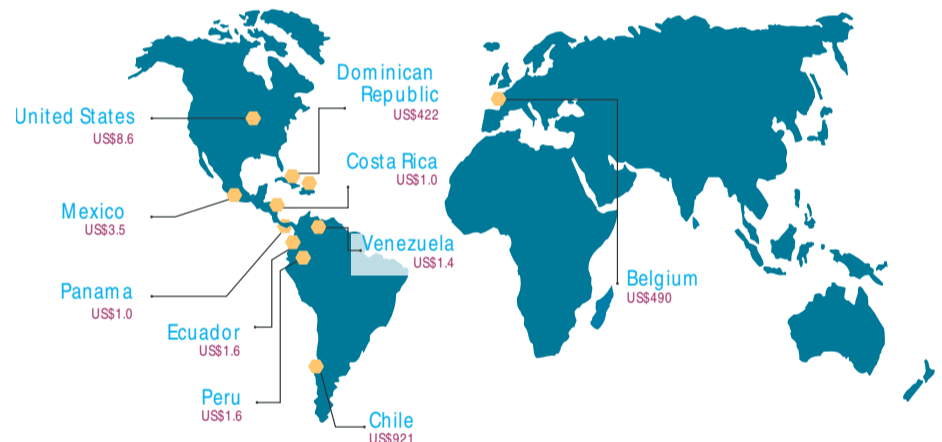 Dominican
Republic
US$422
United States
US$8.6
Costa Rica
US$1.0
Mexico
US$3.5
Venezuela
US$1.4
Belgium
US$490
Panama
US$1.0
Ecuador
US$1.6
Peru
US$1.6
Chile
US$921